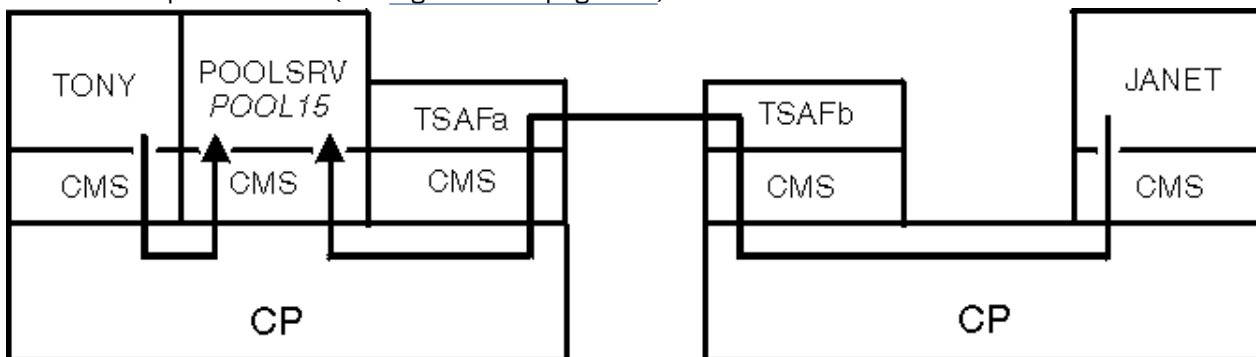 TONY
POOLSRV
POOL15
TSAFa
TSAFb
JANET
CMS
CMS
CMS
CMS
CMS
CP
CP